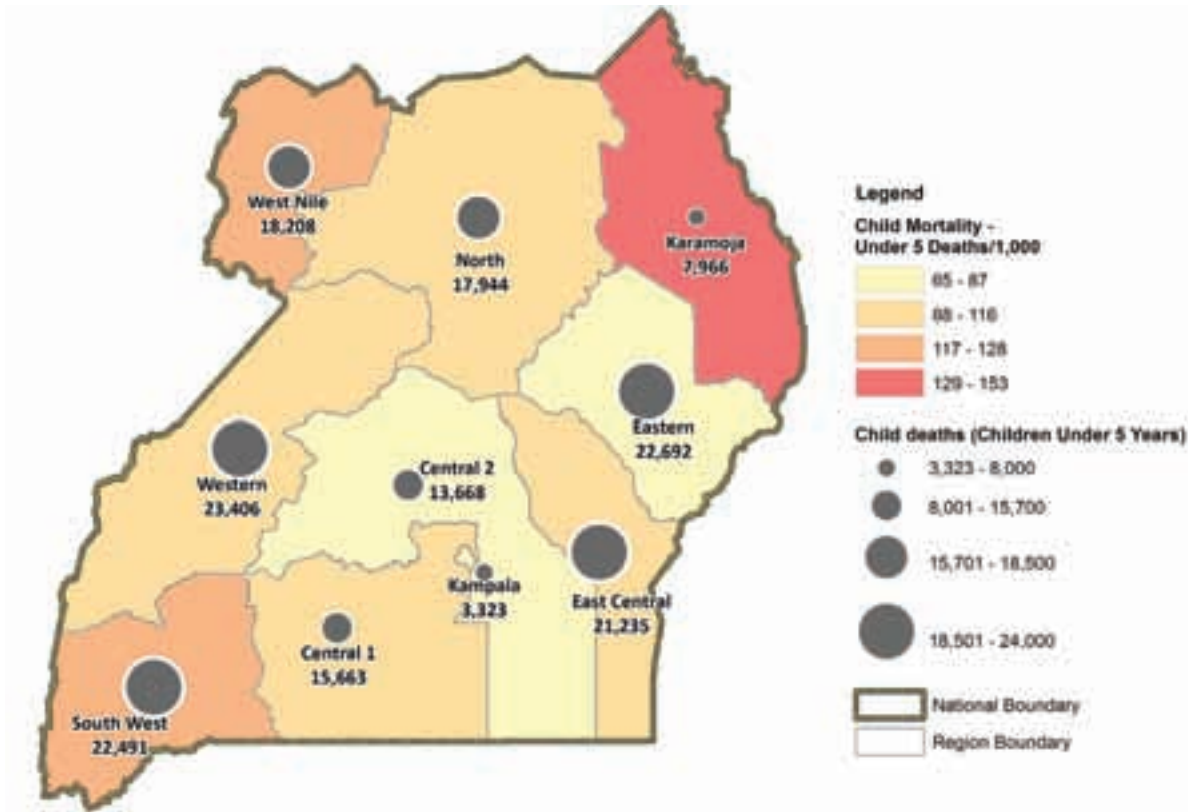 West Nile
18,208
North
17,944
Karamoja
7,966
Eastern
22,692
Western
23,406
Central 2
13,668
Kampala
3,323
East Central
21,235
Central 1
15,663
South West
22,491
Legend
Child Mortality -
Under 5 Deaths/1,000
65 - 87
88 - 116
117 - 128
129 - 153
Child deaths (Children Under 5 Years)
3,323 - 8,000
8,001 - 15,700
15,701 - 18,500
18,501 - 24,000
National Boundary
Region Boundary